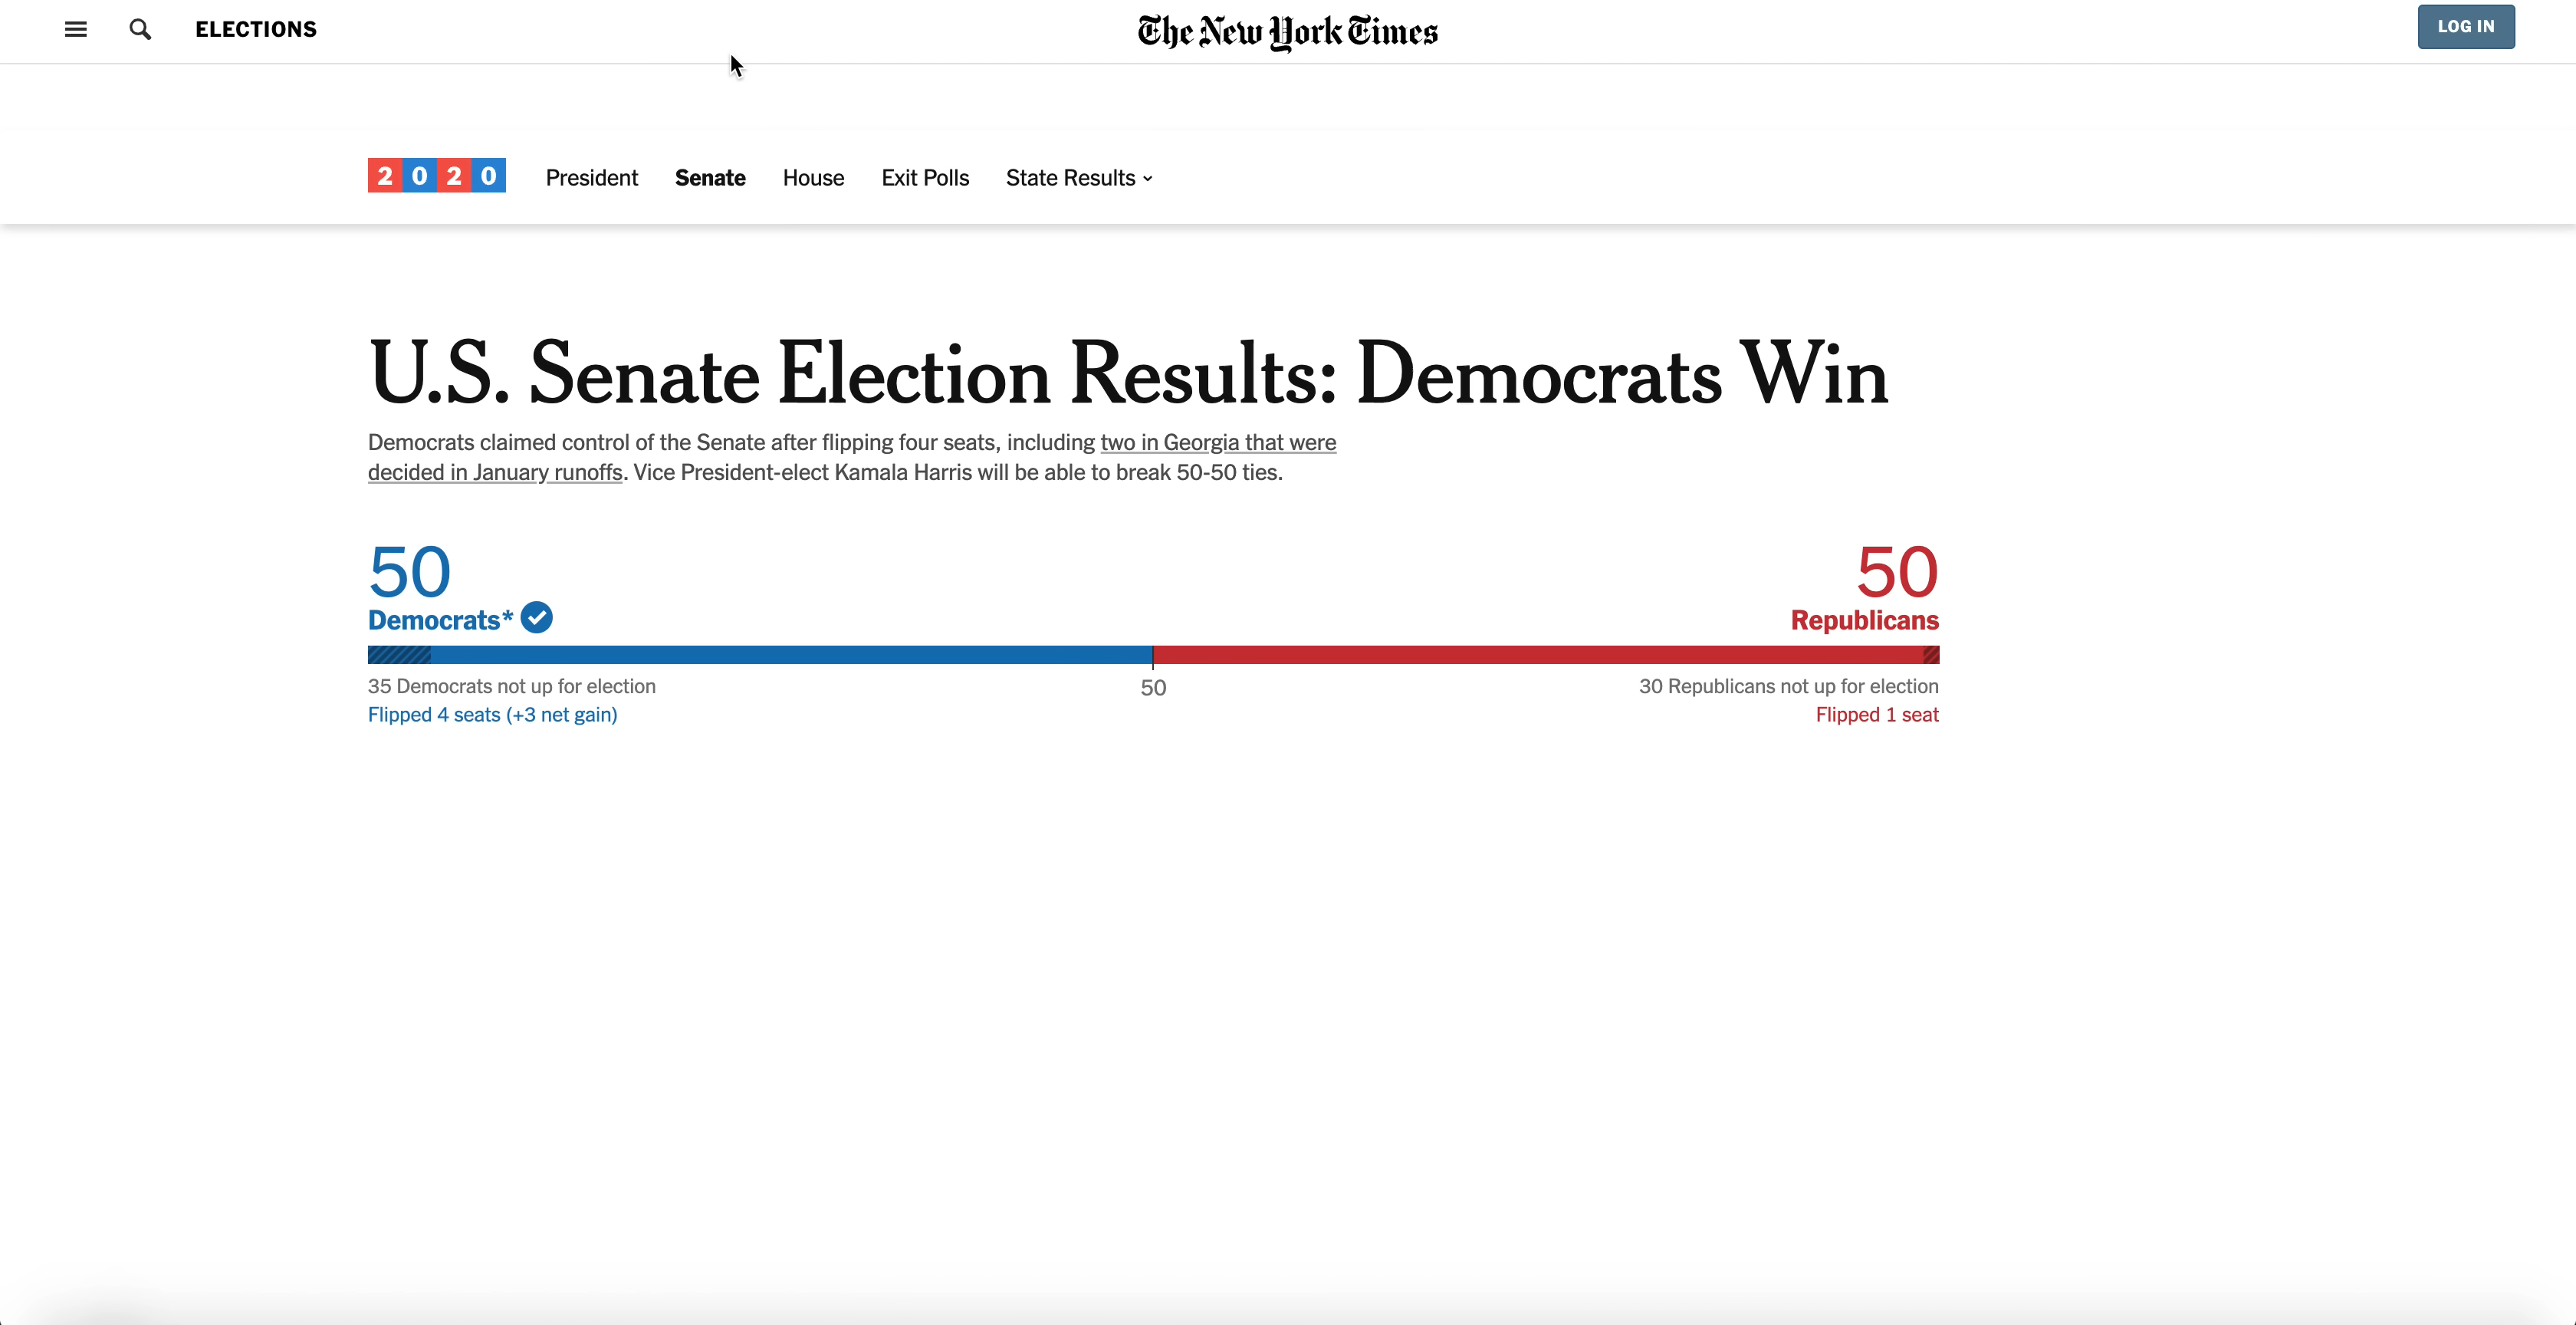 ELECTIONS
The New York Times
LOG IN
2020
President
Senate
House
Exit Polls
State Results
U.S. Senate Election Results: Democrats Win
Democrats claimed control of the Senate after flipping four seats, including two in Georgia that were
decided in January runoffs. Vice President-elect Kamala Harris will be able to break 50-50 ties.
50
Democrats*
50
Republicans
35 Democrats not up for election
50
30 Republicans not up for election
Flipped 4 seats (+3 net gain)
Flipped 1 seat